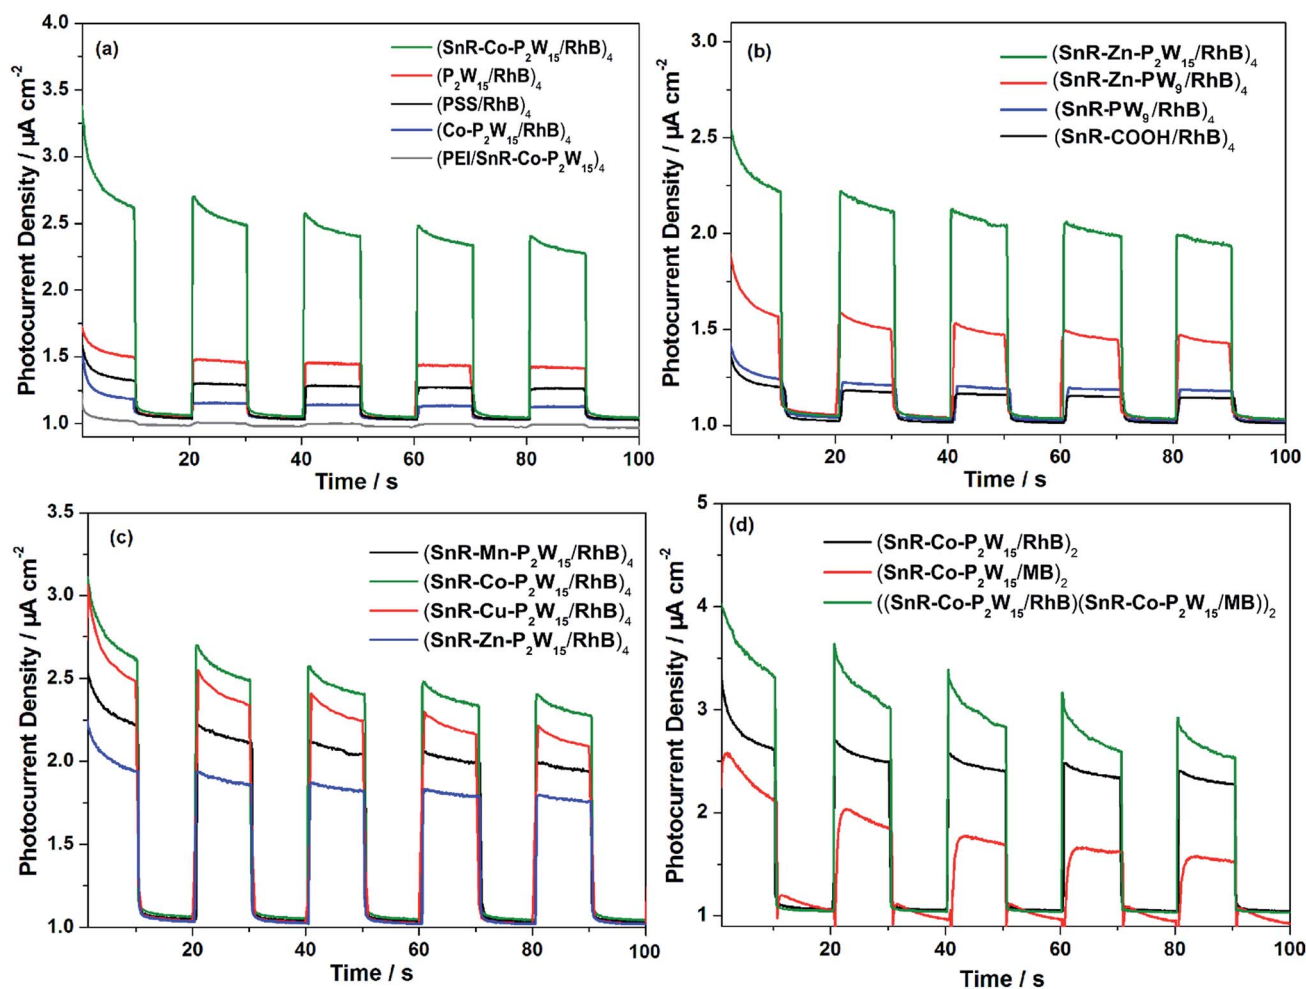 (a)
(SnR-Co-P₂W₁₅/RhB)₄
(P₂W₁₅/RhB)₄
(PSS/RhB)₄
(Co-P₂W₁₅/RhB)₄
(PEI/SnR-Co-P₂W₁₅)₄
4.0
3.5
3.0
2.5
2.0
1.5
1.0
Photocurrent Density / μA cm⁻²
20 40 60 80 100
Time / s
(b)
(SnR-Zn-P₂W₁₅/RhB)₄
(SnR-Zn-PW₉/RhB)₄
(SnR-PW₉/RhB)₄
(SnR-COOH/RhB)₄
3.0
2.5
2.0
1.5
1.0
Photocurrent Density / μA cm⁻²
20 40 60 80 100
Time / s
(c)
(SnR-Mn-P₂W₁₅/RhB)₄
(SnR-Co-P₂W₁₅/RhB)₄
(SnR-Cu-P₂W₁₅/RhB)₄
(SnR-Zn-P₂W₁₅/RhB)₄
3.5
3.0
2.5
2.0
1.5
1.0
Photocurrent Density / μA cm⁻²
20 40 60 80 100
Time / s
(d)
(SnR-Co-P₂W₁₅/RhB)₂
(SnR-Co-P₂W₁₅/MB)₂
((SnR-Co-P₂W₁₅/RhB)(SnR-Co-P₂W₁₅/MB))₂
5
4
3
2
1
Photocurrent Density / μA cm⁻²
20 40 60 80 100
Time / s